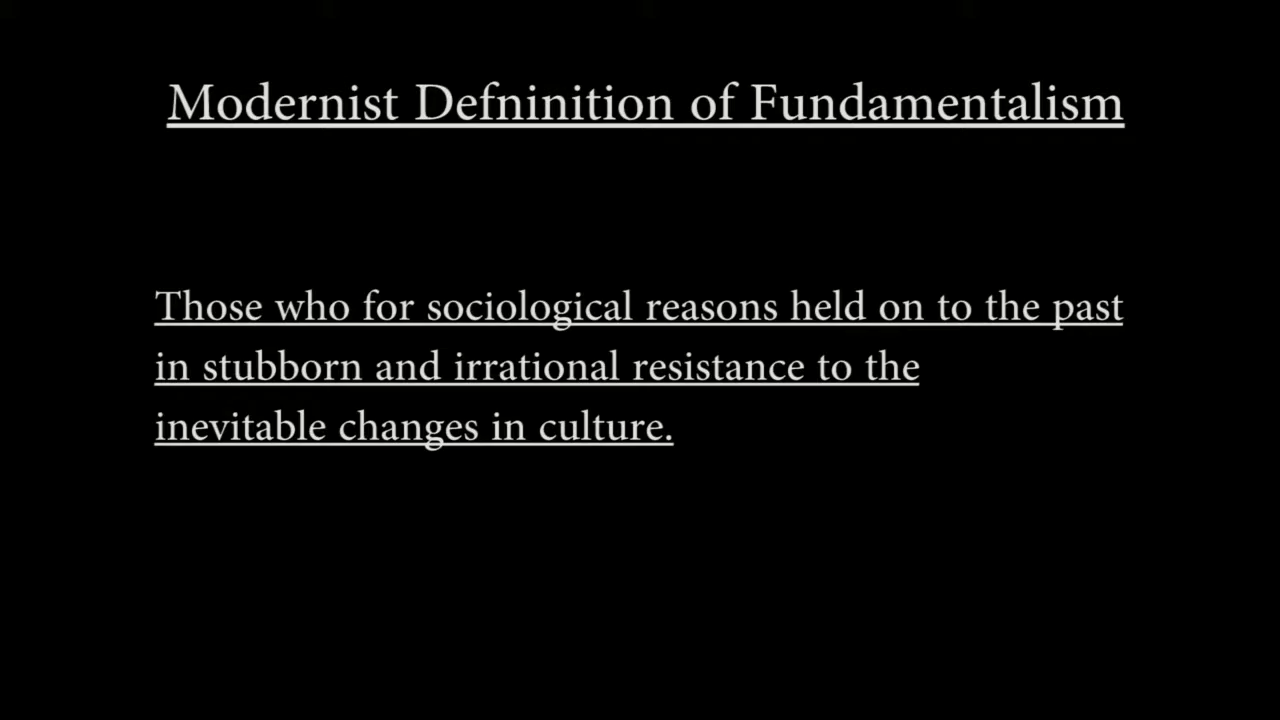 Modernist Defninition of Fundamentalism
Those who for sociological reasons held on to the past
in stubborn and irrational resistance to the
inevitable changes in culture.